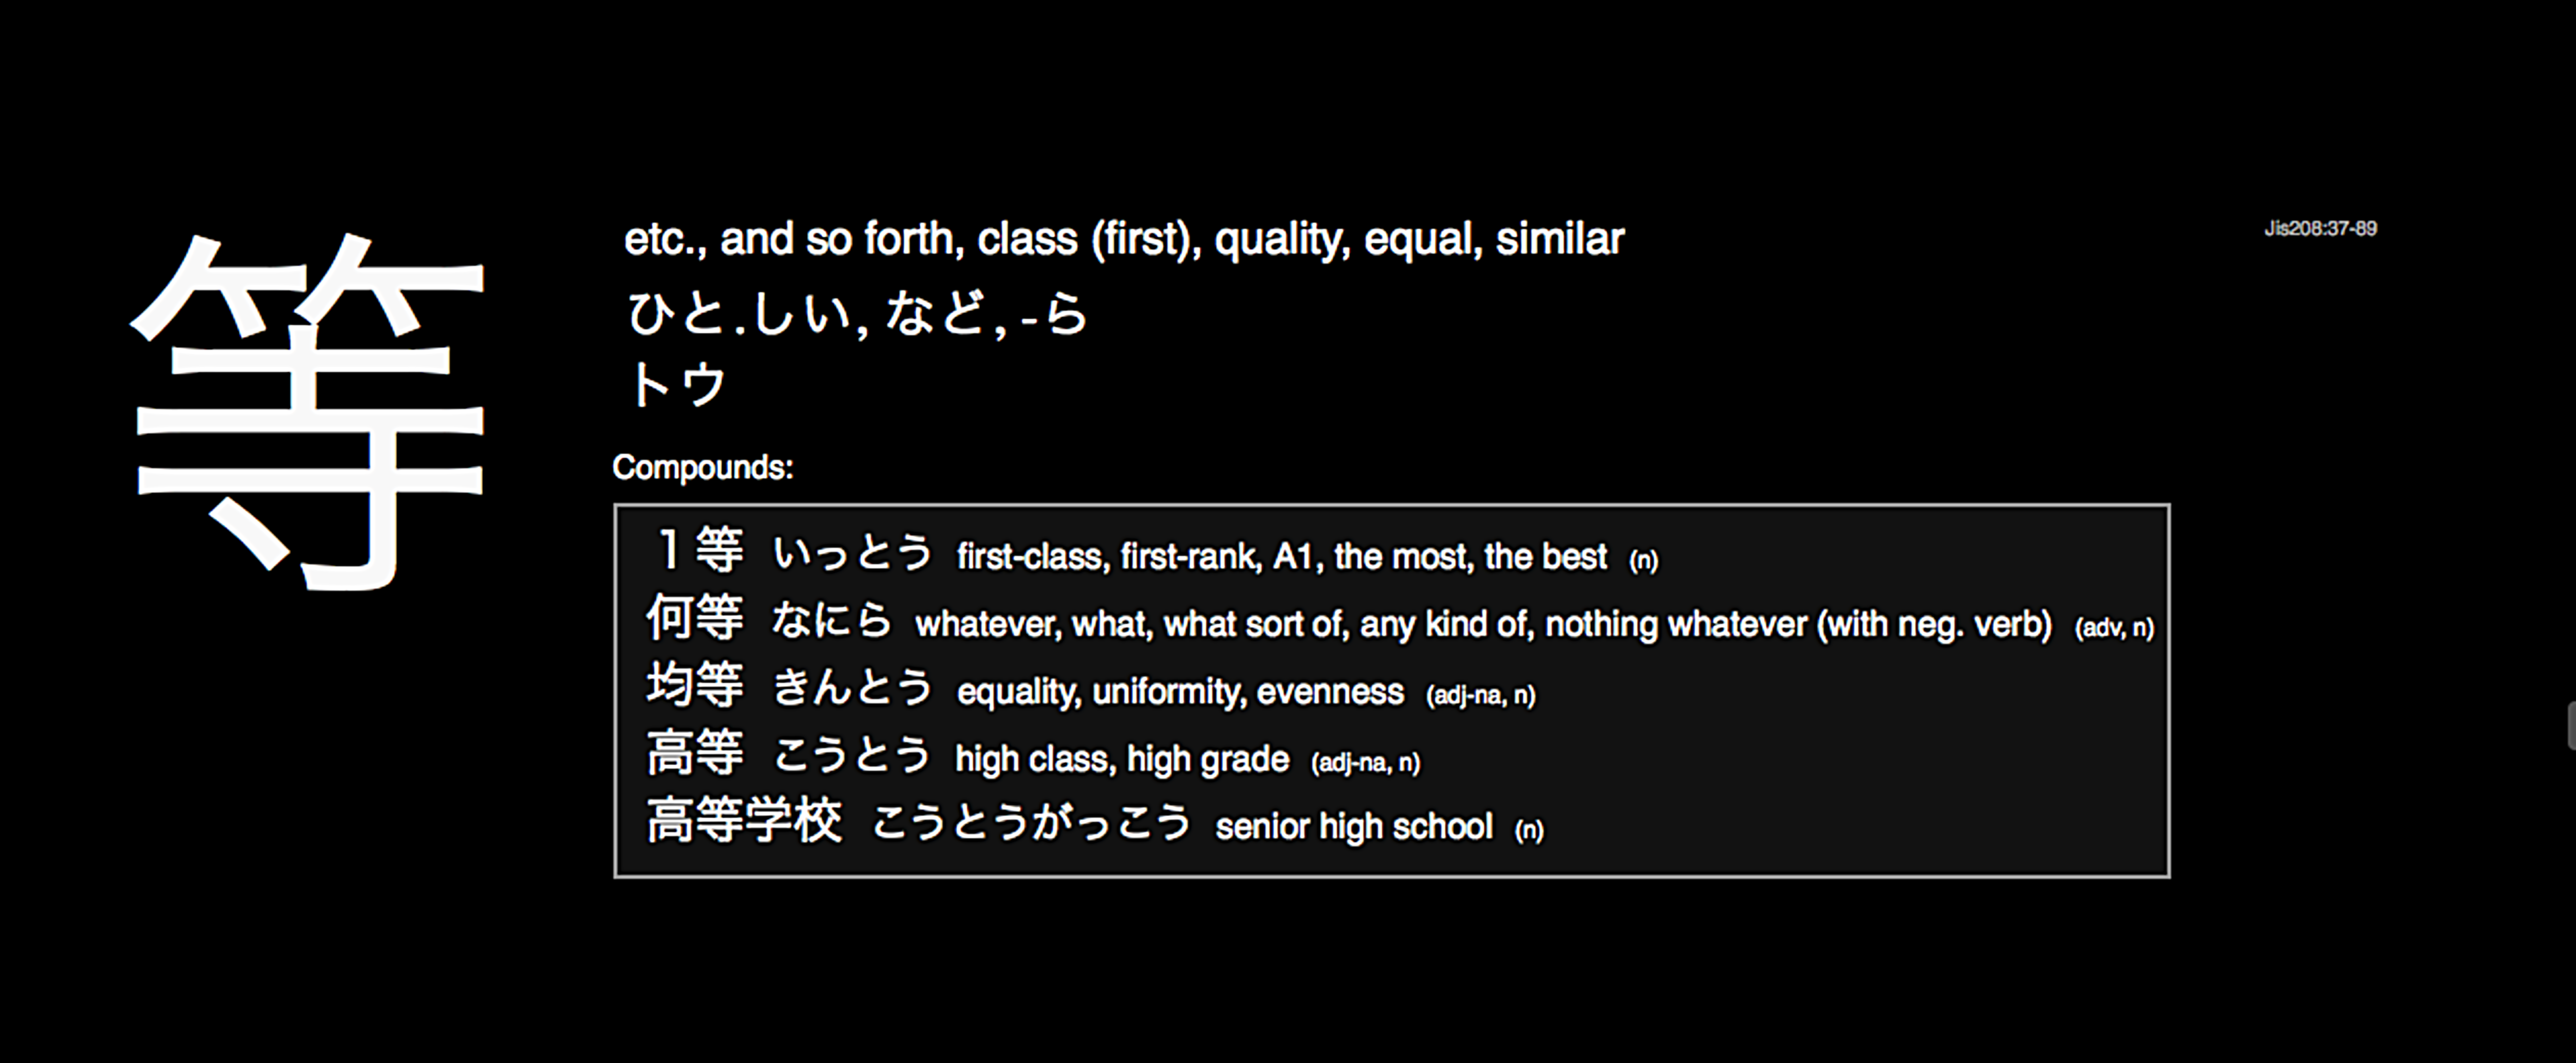 等
etc., and so forth, class (first), quality, equal, similar
Jis208:37-89
ひと.しい, など, -ら
トウ
Compounds:
１等 いっとう first-class, first-rank, A1, the most, the best (n)
何等 なにら whatever, what, what sort of, any kind of, nothing whatever (with neg. verb) (adv, n)
均等 きんとう equality, uniformity, evenness (adj-na, n)
高等 こうとう high class, high grade (adj-na, n)
高等学校 こうとうがっこう senior high school (n)